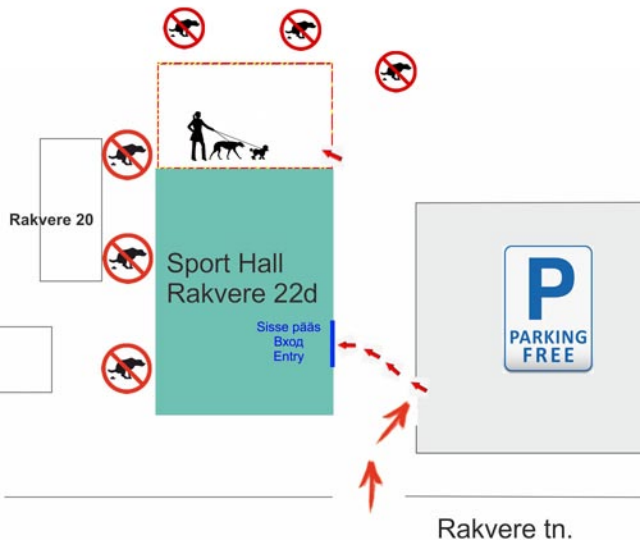 Rakvere 20
Sport Hall
Rakvere 22d
Sisse pääs
Вход
Entry
P
PARKING
FREE
Rakvere tn.